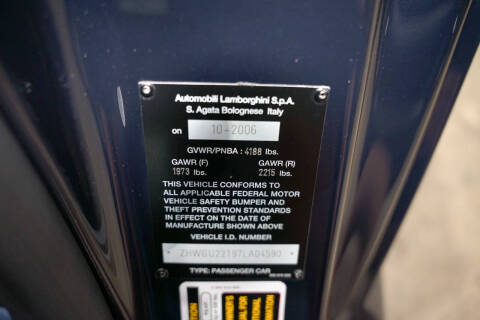 Automobili Lamborghini S.p.A.
S. Agata Bolognese Italy
on 10-2006
GVWR/PNBA : 4188 lbs.
GAWR (F) GAWR (R)
1973 lbs. 2215 lbs.
THIS VEHICLE CONFORMS TO
ALL APPLICABLE FEDERAL MOTOR
VEHICLE SAFETY BUMPER AND
THEFT PREVENTION STANDARDS
IN EFFECT ON THE DATE OF
MANUFACTURE SHOWN ABOVE
VEHICLE I.D. NUMBER
ZHWGU22T97LA04590
TYPE: PASSENGER CAR